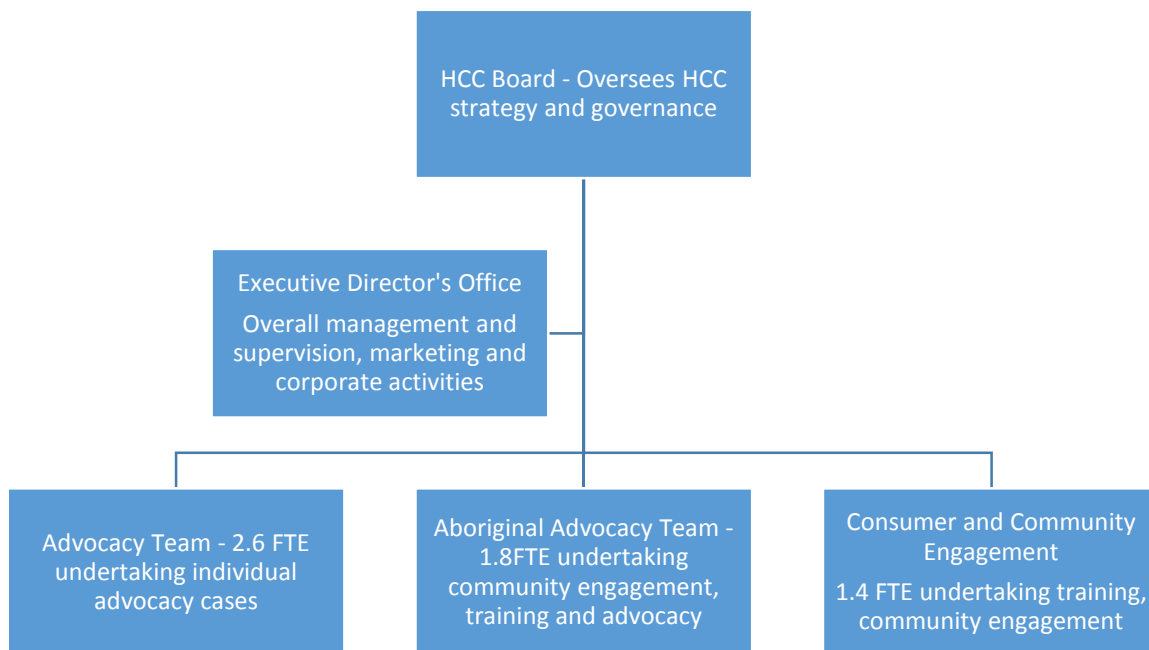 HCC Board - Oversees HCC
strategy and governance
Executive Director's Office
Overall management and
supervision, marketing and
corporate activities
Advocacy Team - 2.6 FTE
undertaking individual
advocacy cases
Aboriginal Advocacy Team -
1.8FTE undertaking
community engagement,
training and advocacy
Consumer and Community
Engagement
1.4 FTE undertaking training,
community engagement